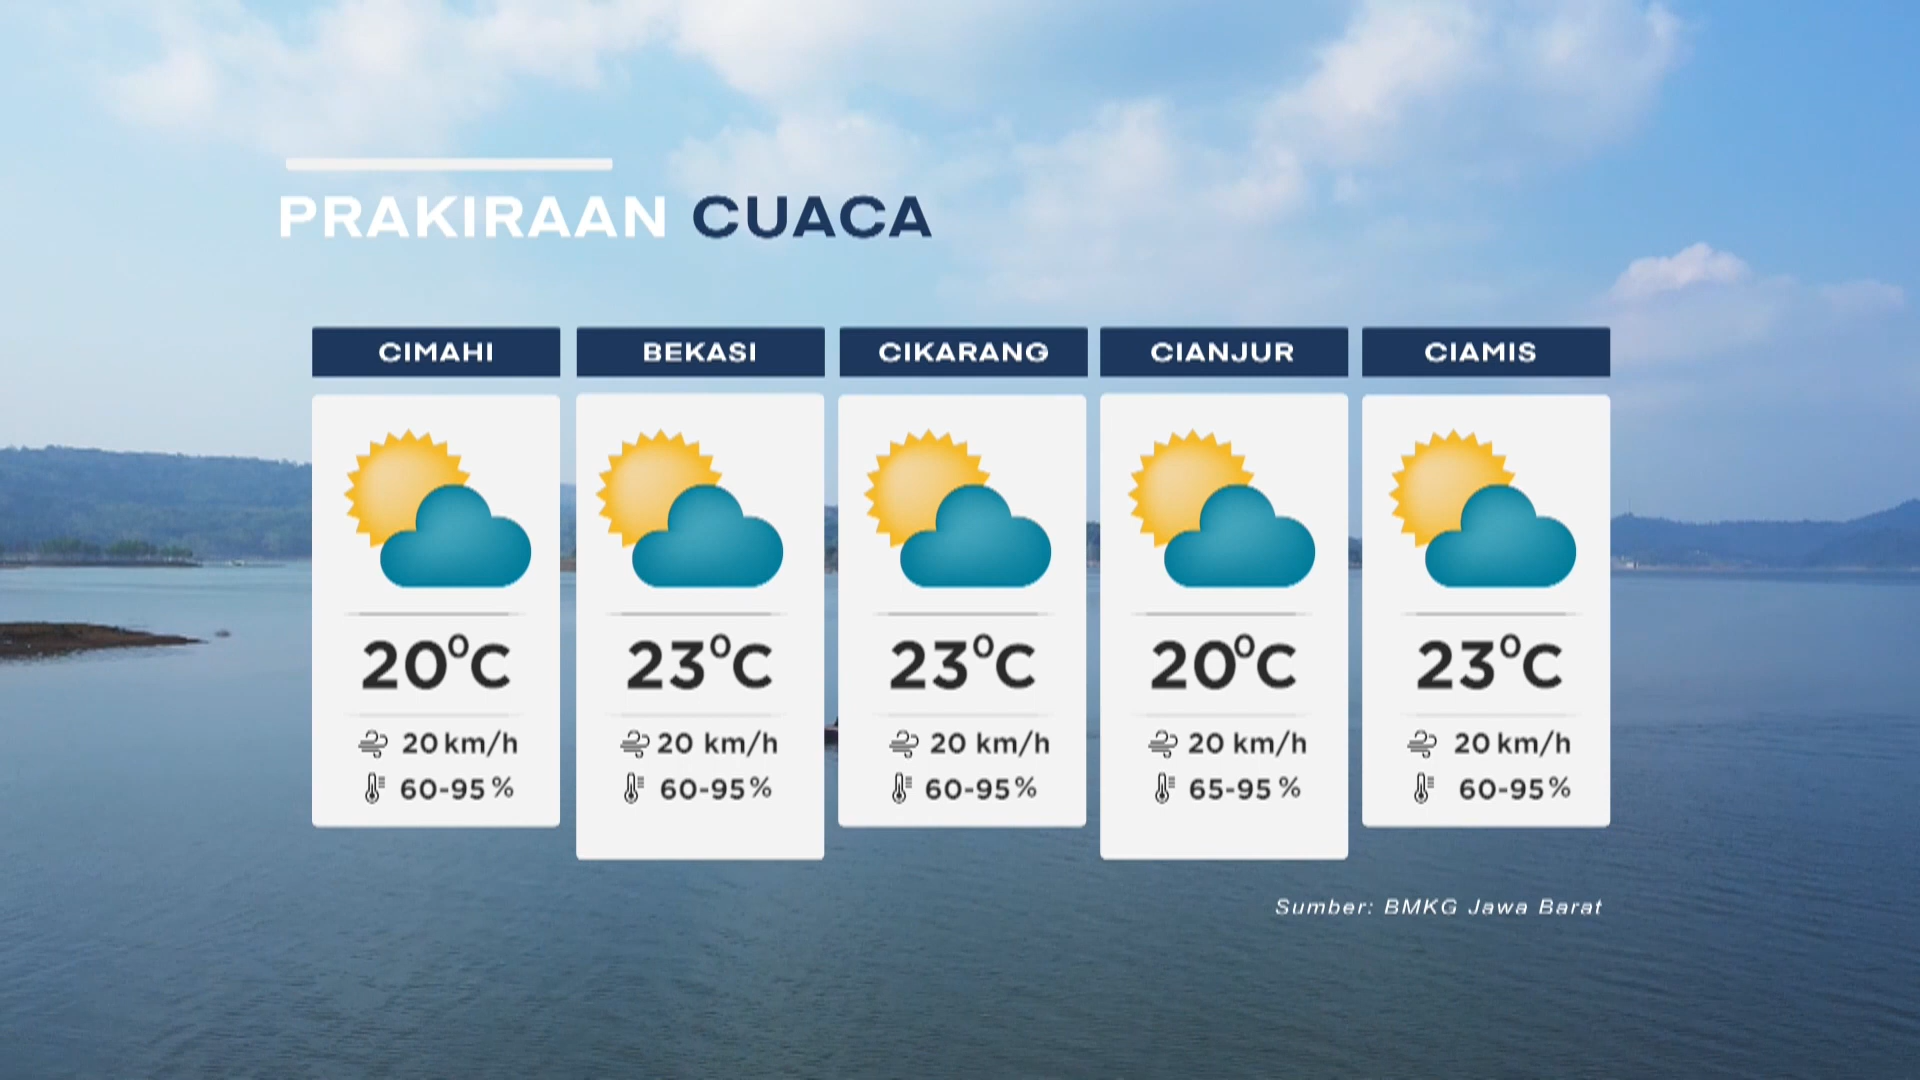 PRAKIRAAN CUACA
CIMAHI
20°C
20 km/h
60-95%
BEKASI
23°C
20 km/h
60-95%
CIKARANG
23°C
20 km/h
60-95%
CIANJUR
20°C
20 km/h
65-95%
CIAMIS
23°C
20 km/h
60-95%
Sumber: BMKG Jawa Barat